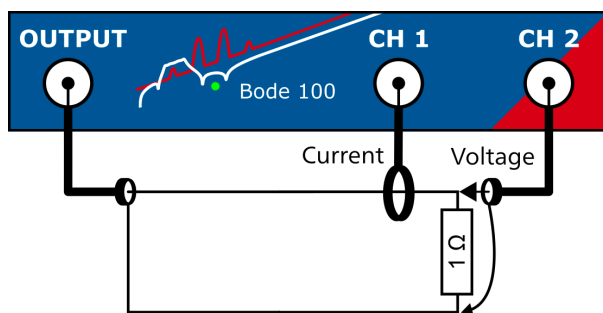 OUTPUT
CH 1
CH 2
Bode 100
Current
Voltage
1 Ω